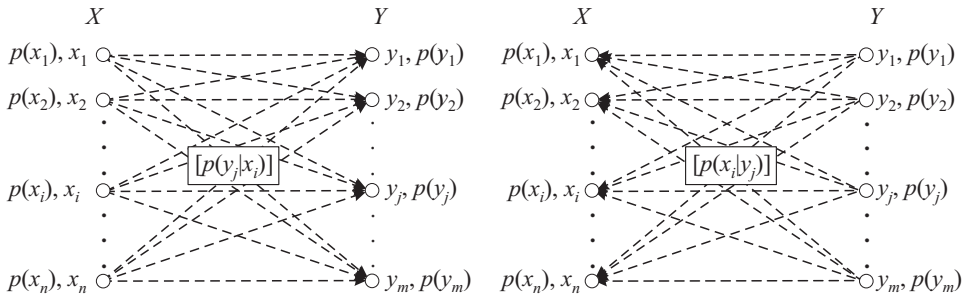 X Y X Y
p(x₁), x₁ y₁, p(y₁) p(x₁), x₁ y₁, p(y₁)
p(x₂), x₂ y₂, p(y₂) p(x₂), x₂ y₂, p(y₂)
[p(yⱼ|xᵢ)] [p(xᵢ|yⱼ)]
p(xᵢ), xᵢ yⱼ, p(yⱼ) p(xᵢ), xᵢ yⱼ, p(yⱼ)
p(xₙ), xₙ yₘ, p(yₘ) p(xₙ), xₙ yₘ, p(yₘ)